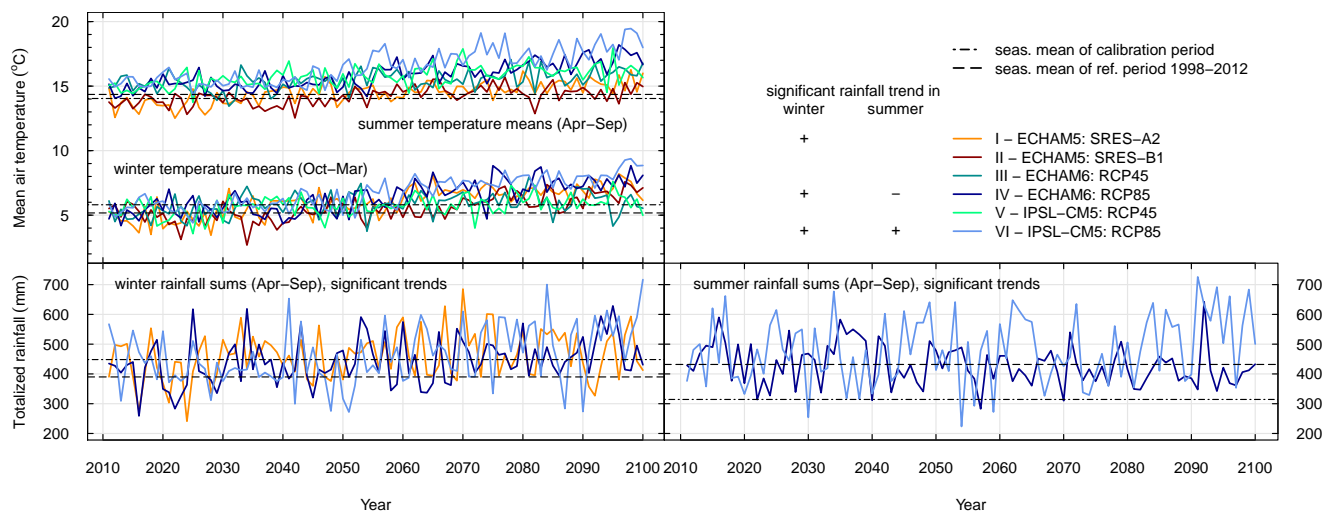 20
15
10
5
Mean air temperature (°C)
summer temperature means (Apr−Sep)
winter temperature means (Oct−Mar)
seas. mean of calibration period
seas. mean of ref. period 1998−2012
significant rainfall trend in
winter summer
+ I − ECHAM5: SRES−A2
II − ECHAM5: SRES−B1
III − ECHAM6: RCP45
+ − IV − ECHAM6: RCP85
V − IPSL−CM5: RCP45
+ + VI − IPSL−CM5: RCP85
700
600
500
400
300
200
Totalized rainfall (mm)
winter rainfall sums (Apr−Sep), significant trends
summer rainfall sums (Apr−Sep), significant trends
700
600
500
400
300
200
2010 2020 2030 2040 2050 2060 2070 2080 2090 2100
2010 2020 2030 2040 2050 2060 2070 2080 2090 2100
Year
Year